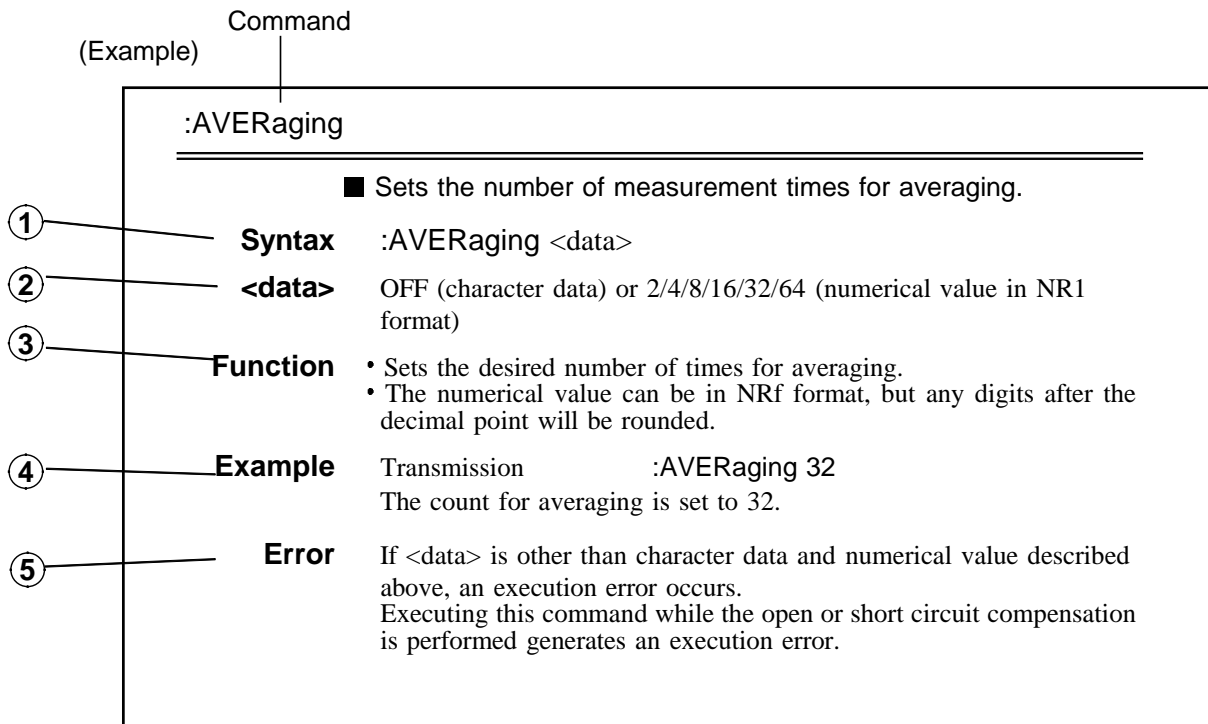 Command
(Example)
:AVERaging
■ Sets the number of measurement times for averaging.
1
Syntax :AVERaging <data>
2
<data> OFF (character data) or 2/4/8/16/32/64 (numerical value in NR1
format)
3
Function • Sets the desired number of times for averaging.
• The numerical value can be in NRf format, but any digits after the
decimal point will be rounded.
4
Example Transmission :AVERaging 32
The count for averaging is set to 32.
5
Error If <data> is other than character data and numerical value described
above, an execution error occurs.
Executing this command while the open or short circuit compensation
is performed generates an execution error.